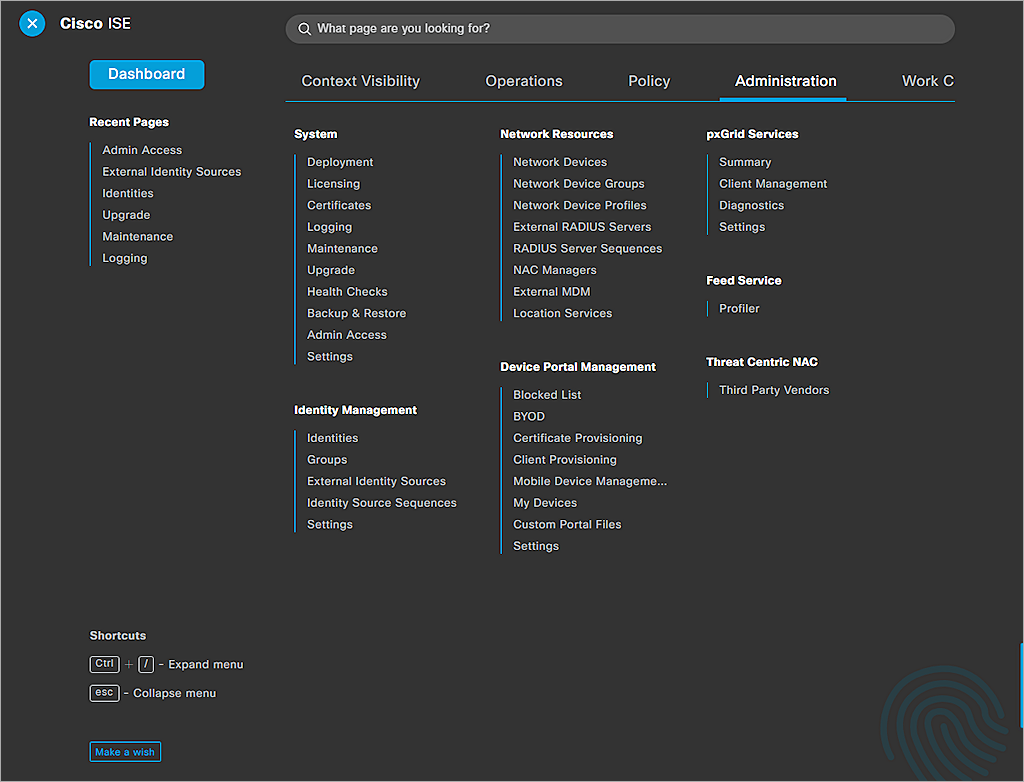 Cisco ISE
What page are you looking for?
Dashboard
Context Visibility
Operations
Policy
Administration
Work C
Recent Pages
Admin Access
External Identity Sources
Identities
Upgrade
Maintenance
Logging
System
Deployment
Licensing
Certificates
Logging
Maintenance
Upgrade
Health Checks
Backup & Restore
Admin Access
Settings
Identity Management
Identities
Groups
External Identity Sources
Identity Source Sequences
Settings
Network Resources
Network Devices
Network Device Groups
Network Device Profiles
External RADIUS Servers
RADIUS Server Sequences
NAC Managers
External MDM
Location Services
Device Portal Management
Blocked List
BYOD
Certificate Provisioning
Client Provisioning
Mobile Device Manageme...
My Devices
Custom Portal Files
Settings
pxGrid Services
Summary
Client Management
Diagnostics
Settings
Feed Service
Profiler
Threat Centric NAC
Third Party Vendors
Shortcuts
Ctrl + / - Expand menu
esc - Collapse menu
Make a wish